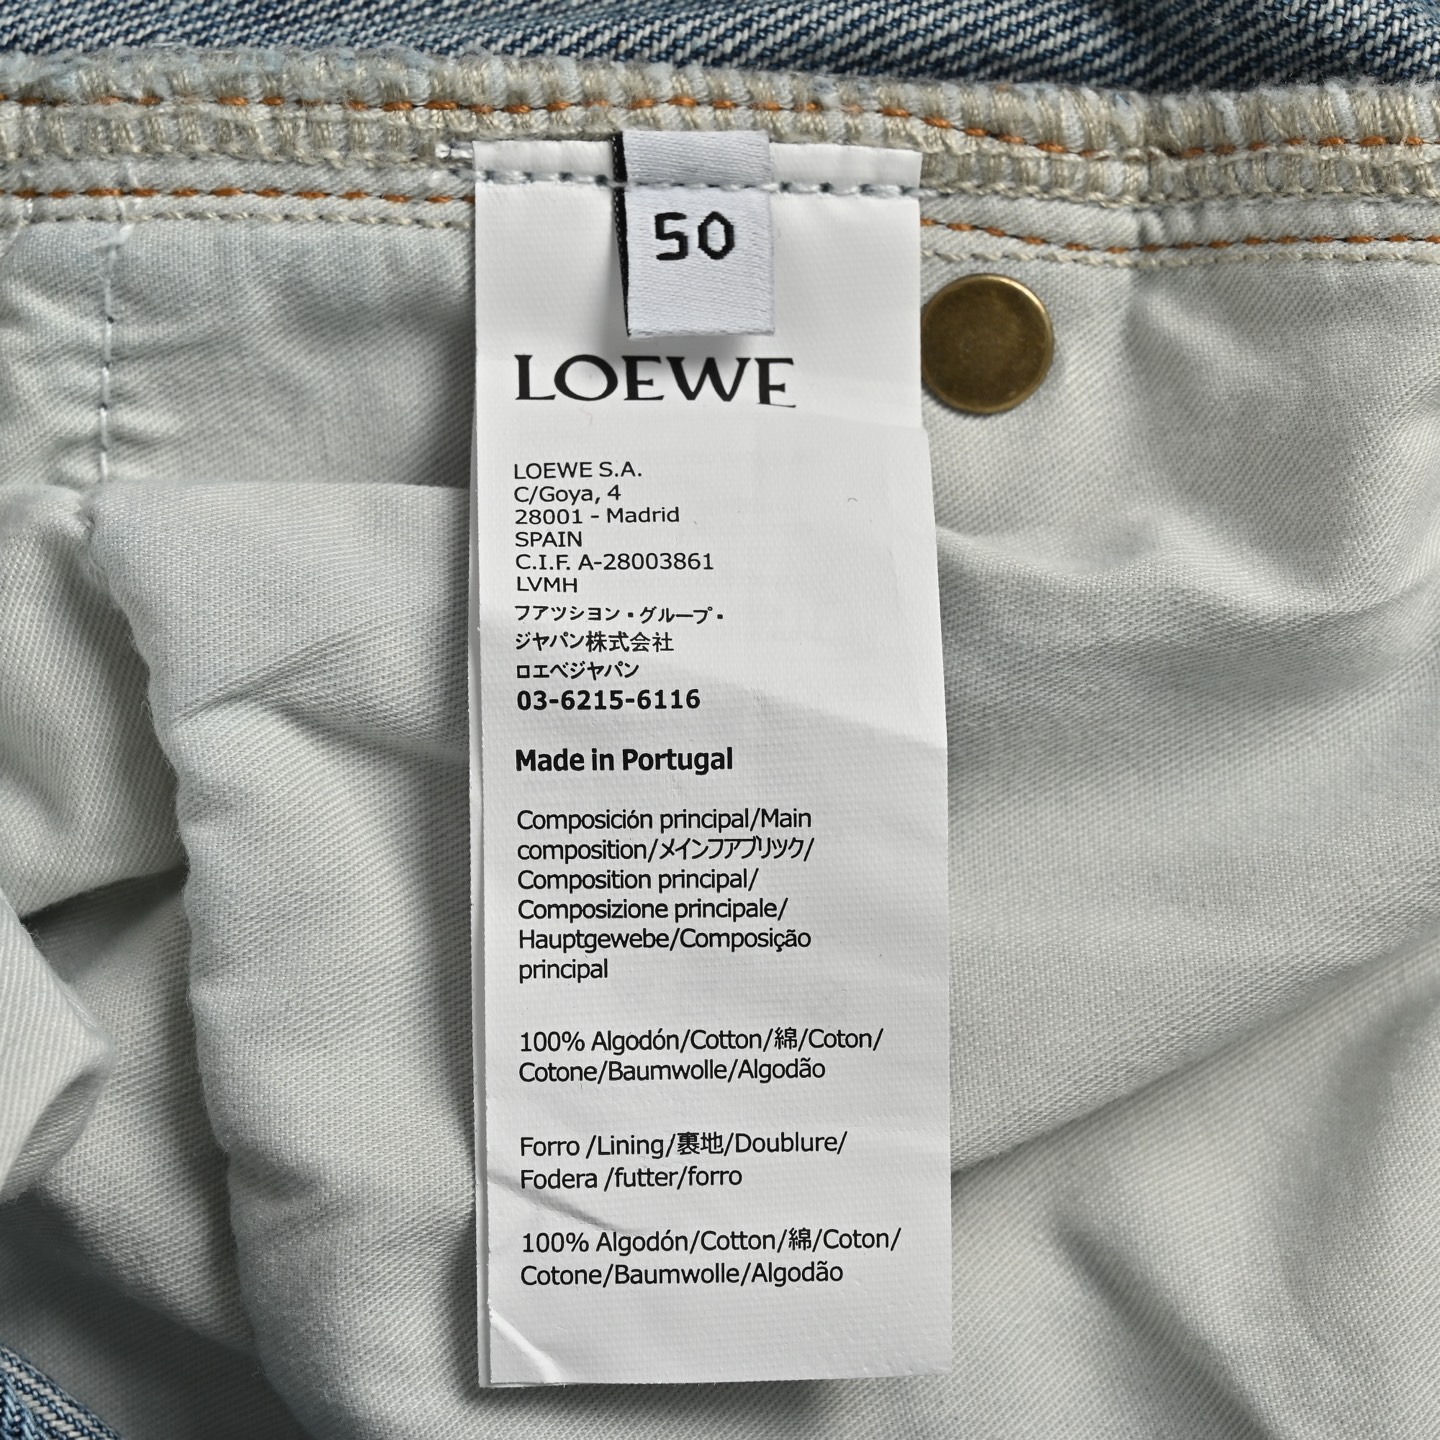 50
LOEWE
LOEWE S.A.
C/Goya, 4
28001 - Madrid
SPAIN
C.I.F. A-28003861
LVMH
フアツシヨン・グループ・
ジヤパン株式会社
ロエベジヤパン
03-6215-6116
Made in Portugal
Composición principal/Main
composition/メインファブリック/
Composition principal/
Composizione principale/
Hauptgewebe/Composição
principal
100% Algodón/Cotton/綿/Coton/
Cotone/Baumwolle/Algodão
Forro /Lining/裏地/Doublure/
Fodera /futter/forro
100% Algodón/Cotton/綿/Coton/
Cotone/Baumwolle/Algodão